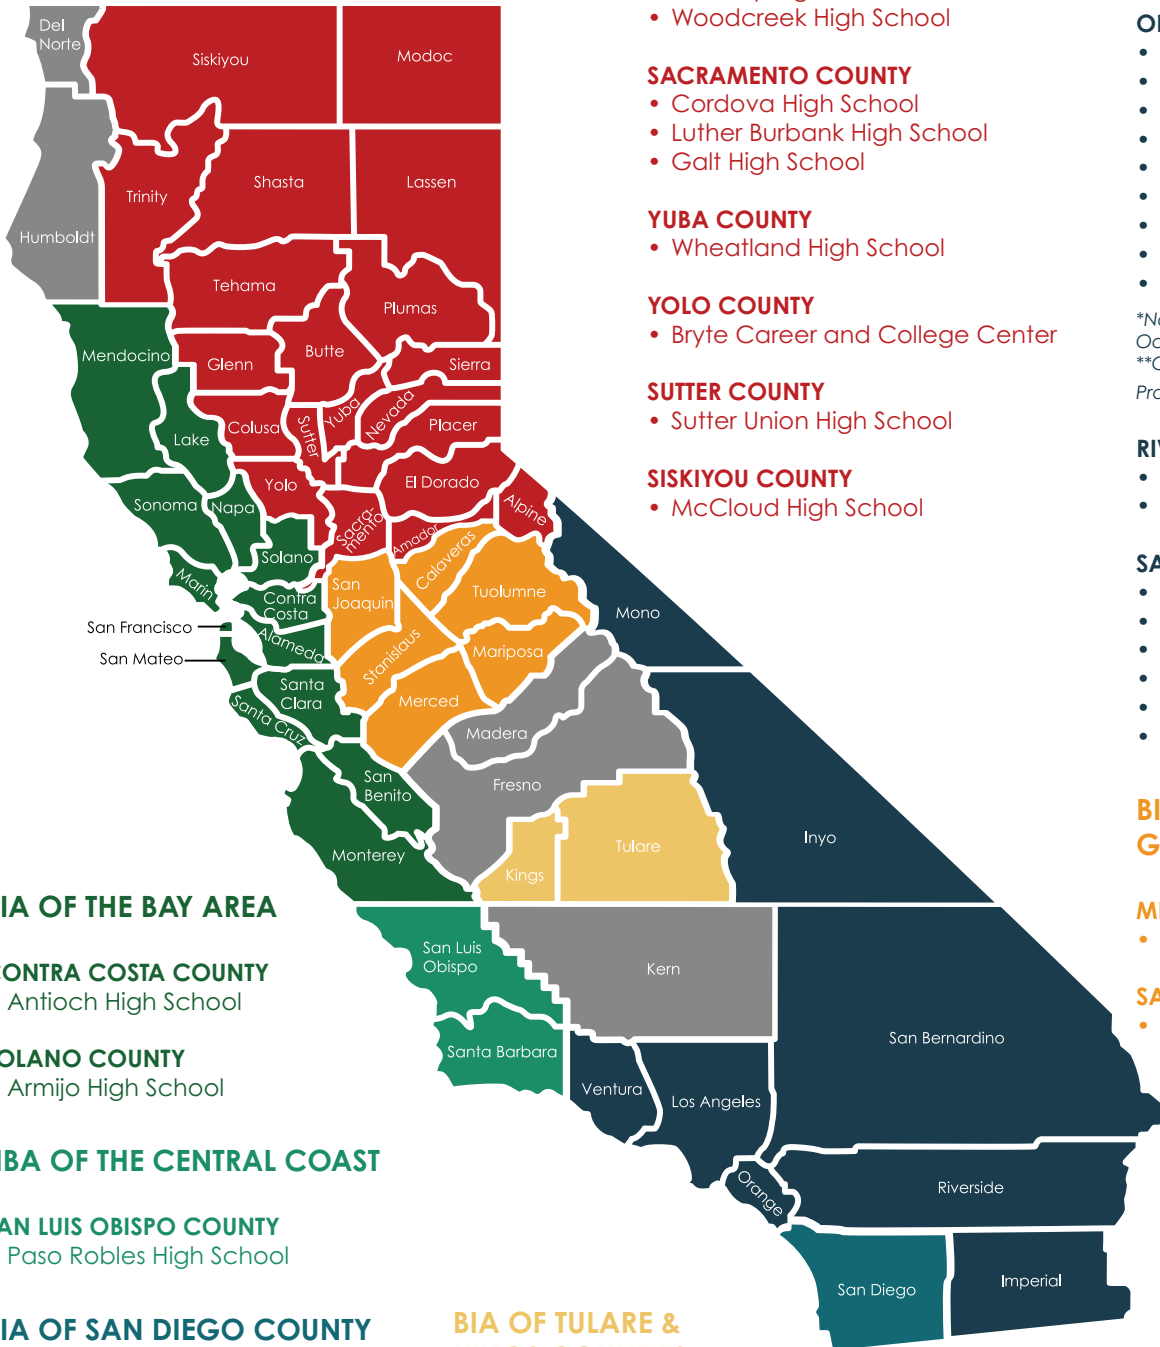 Del
Norte
Siskiyou
Modoc
Humboldt
Trinity
Shasta
Lassen
Tehama
Plumas
Mendocino
Glenn
Butte
Sierra
Lake
Colusa
Sutter
Yuba
Nevada
Placer
Sonoma
Napa
Yolo
El Dorado
Sacra-
mento
Amador
Alpine
Solano
Marin
Contra
Costa
San
Joaquin
Calaveras
Tuolumne
Mono
San Francisco
San Mateo
Alameda
Stanislaus
Mariposa
Santa
Clara
Santa Cruz
Merced
Madera
San
Benito
Fresno
Monterey
Kings
Tulare
Inyo
San Luis
Obispo
Kern
Santa Barbara
San Bernardino
Ventura
Los Angeles
Orange
Riverside
San Diego
Imperial
• Woodcreek High School
SACRAMENTO COUNTY
• Cordova High School
• Luther Burbank High School
• Galt High School
YUBA COUNTY
• Wheatland High School
YOLO COUNTY
• Bryte Career and College Center
SUTTER COUNTY
• Sutter Union High School
SISKIYOU COUNTY
• McCloud High School
IA OF THE BAY AREA
ONTRA COSTA COUNTY
Antioch High School
OLANO COUNTY
Armijo High School
BA OF THE CENTRAL COAST
AN LUIS OBISPO COUNTY
Paso Robles High School
IA OF SAN DIEGO COUNTY
BIA OF TULARE &